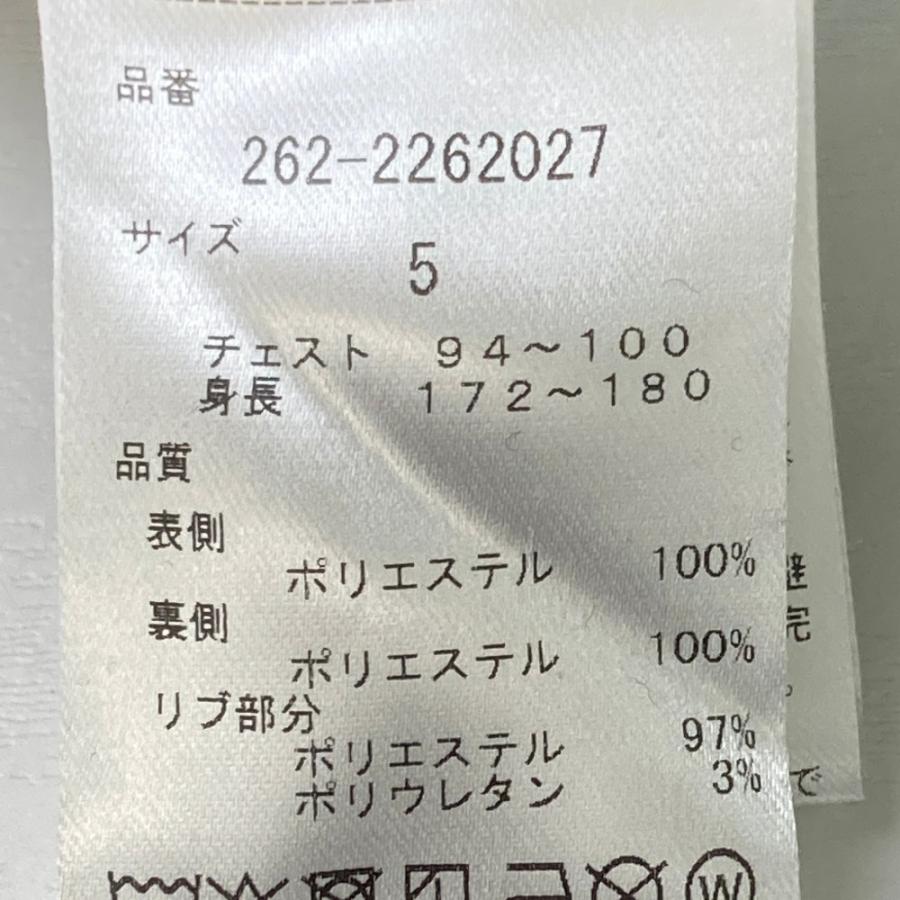 品番
262-2262027
サイズ
5
チェスト 94～100
身長 172～180
品質
表側
ポリエステル 100%
裏側
ポリエステル 100%
リブ部分
ポリエステル 97%
ポリウレタン 3%
完
。
で
W